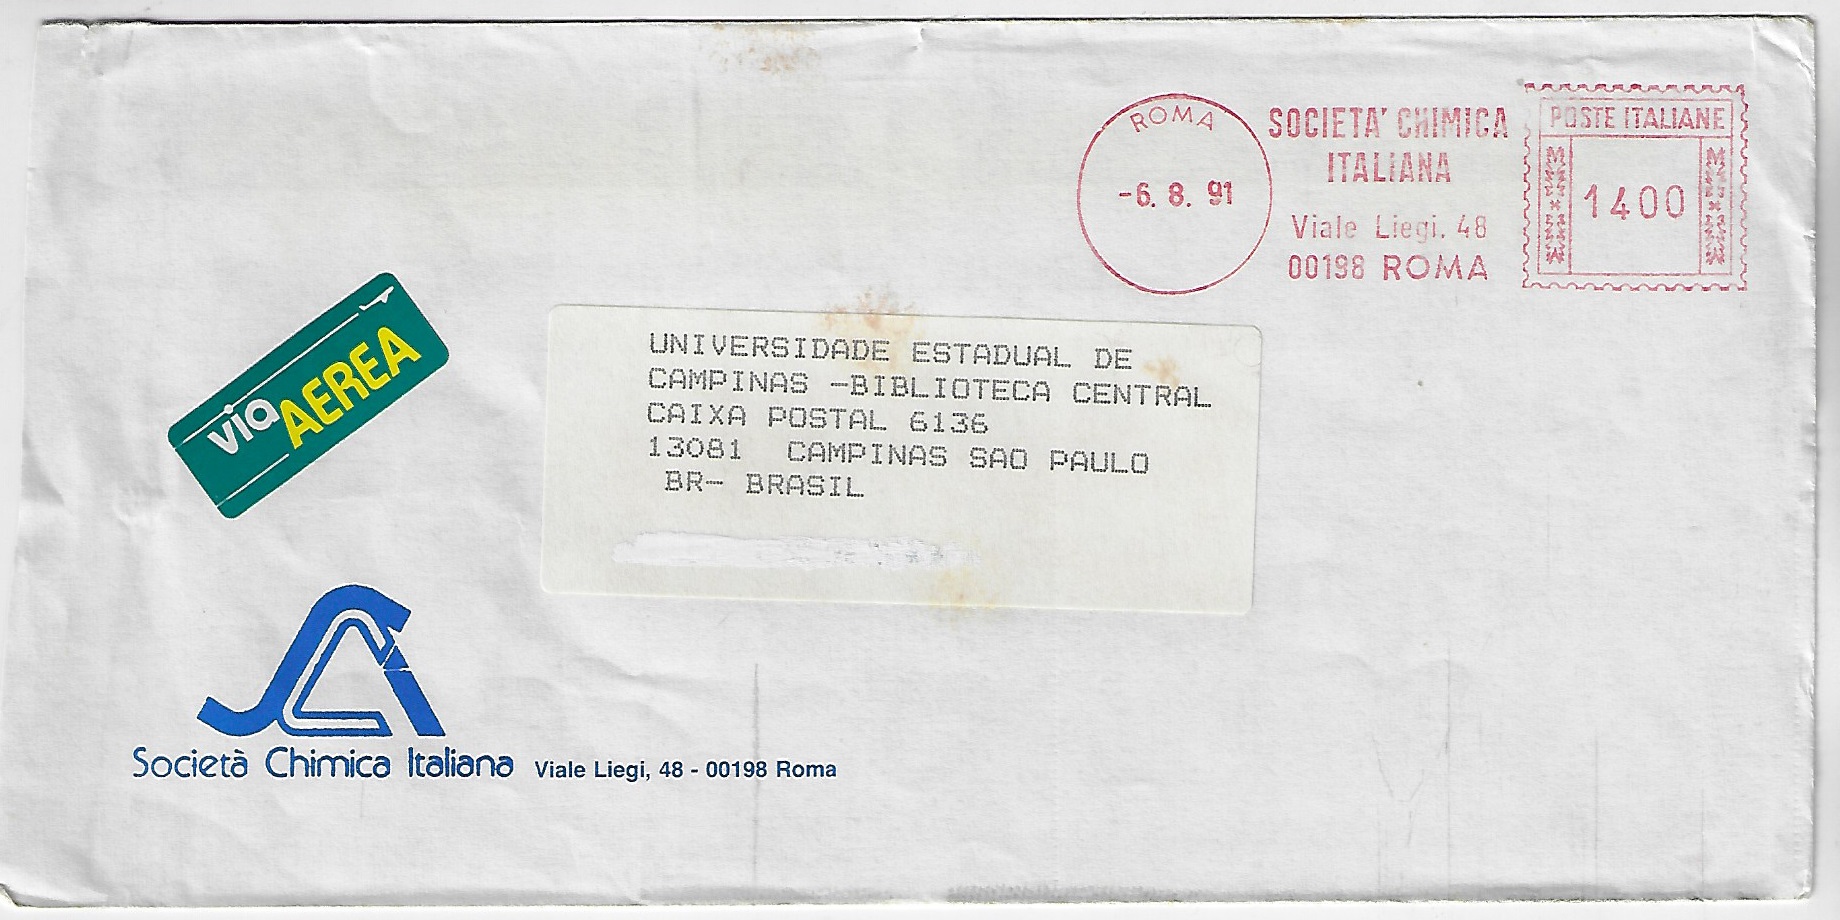 ROMA
-6. 8. 91
SOCIETA' CHIMICA
ITALIANA
Viale Liegi. 48
00198 ROMA
POSTE ITALIANE
1400
via
AEREA
UNIVERSIDADE ESTADUAL DE
CAMPINAS -BIBLIOTECA CENTRAL
CAIXA POSTAL 6136
13081 CAMPINAS SAO PAULO
BR- BRASIL
Società Chimica Italiana Viale Liegi, 48 - 00198 Roma